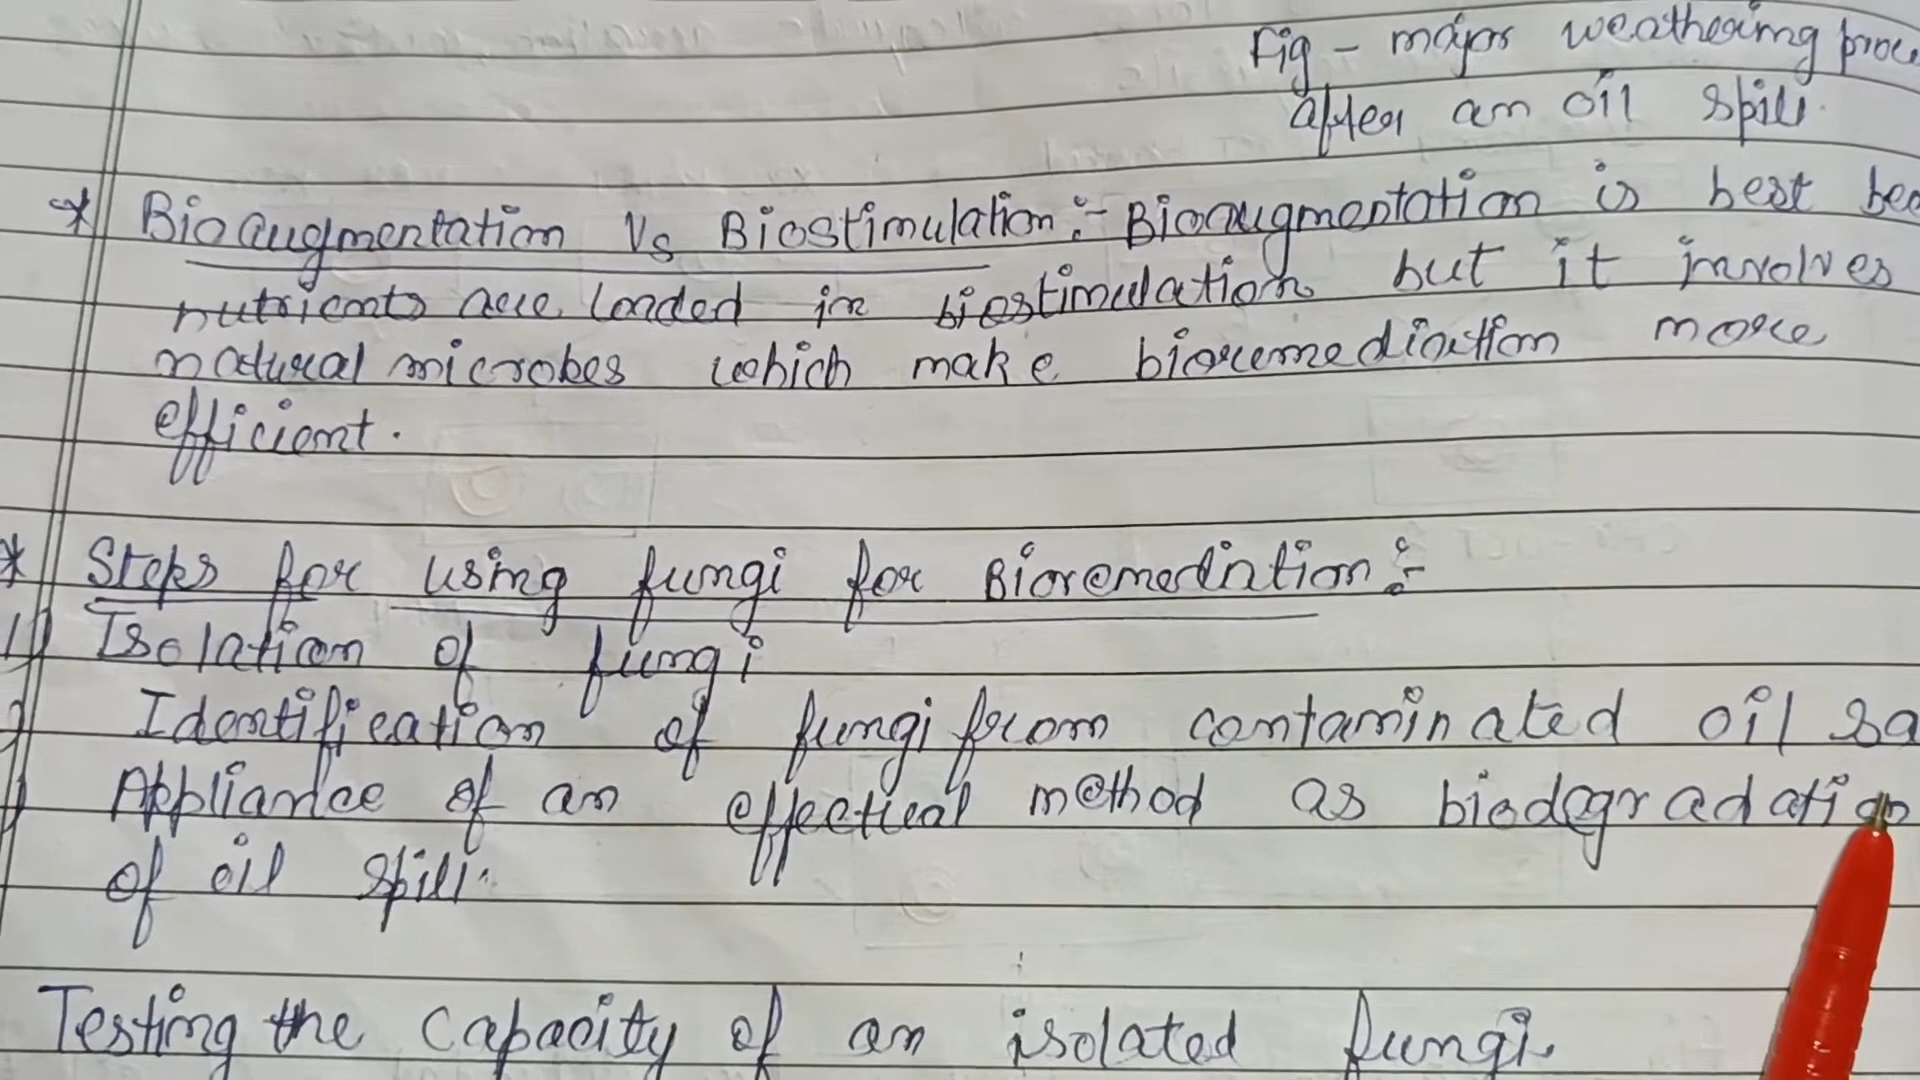 Fig - major weathering proc
after an oil spill.
* Bioaugmentation Vs Biostimulation :- Bioaugmentation is best bec
nutrients are loaded in biostimulation but it involves
natural microbes which make bioremediation more
efficient.
* Steps for using fungi for Bioremediation :-
1) Isolation of fungi
Identification of fungi from contaminated oil sa
Appliance of an effectical method as biodegradation
of oil spill.
Testing the capacity of an isolated fungi.